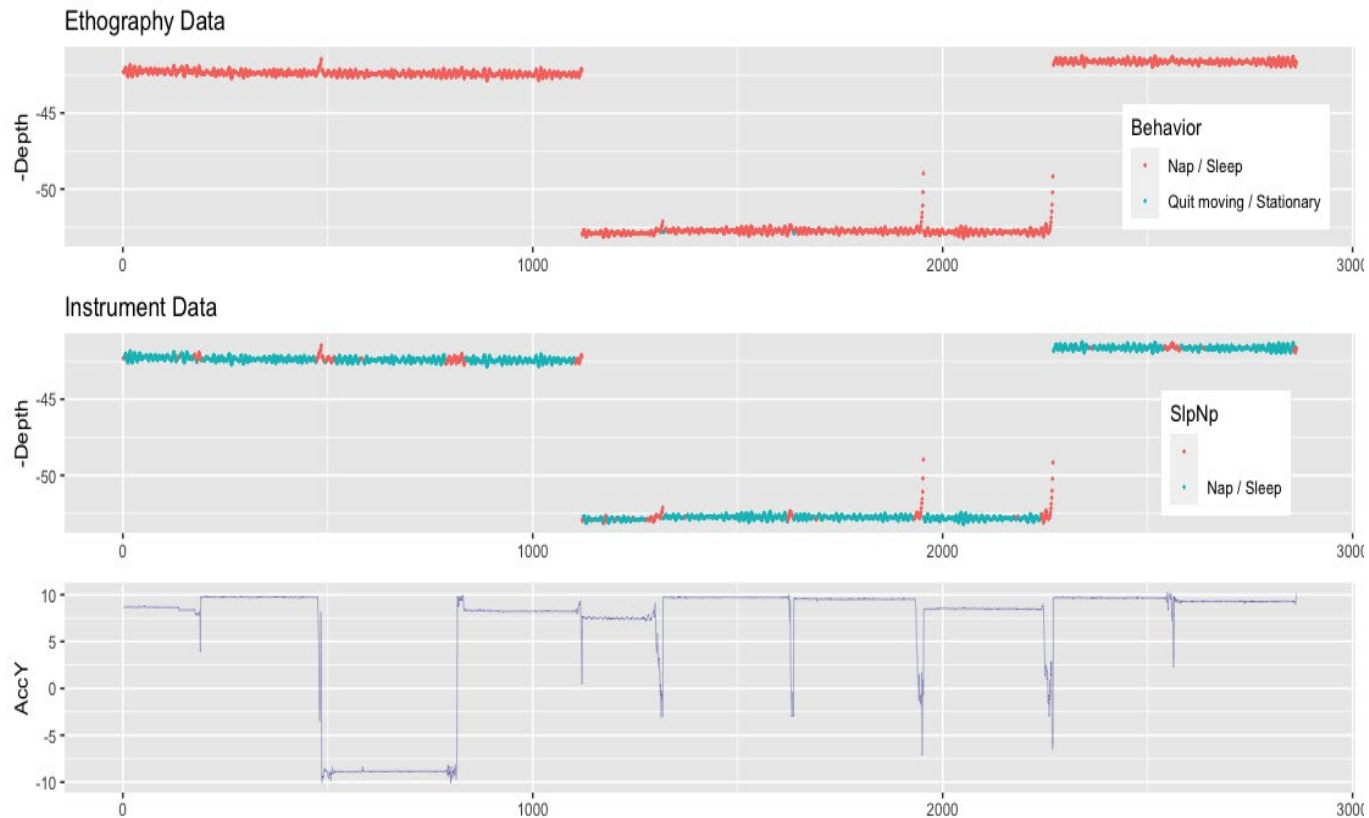 Ethography Data
-Depth
-45
-50
0 1000 2000 3000
Behavior
Nap / Sleep
Quit moving / Stationary
Instrument Data
-Depth
-45
-50
0 1000 2000 3000
SlpNp
Nap / Sleep
AccY
10
5
0
-5
-10
0 1000 2000 3000